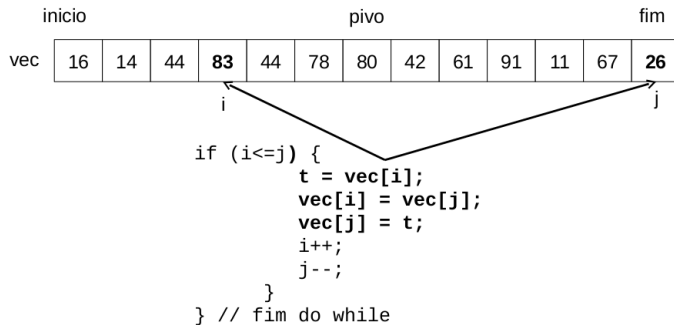 inicio pivo fim
vec 16 14 44 83 44 78 80 42 61 91 11 67 26
i j
if (i<=j) {
t = vec[i];
vec[i] = vec[j];
vec[j] = t;
i++;
j--;
}
} // fim do while